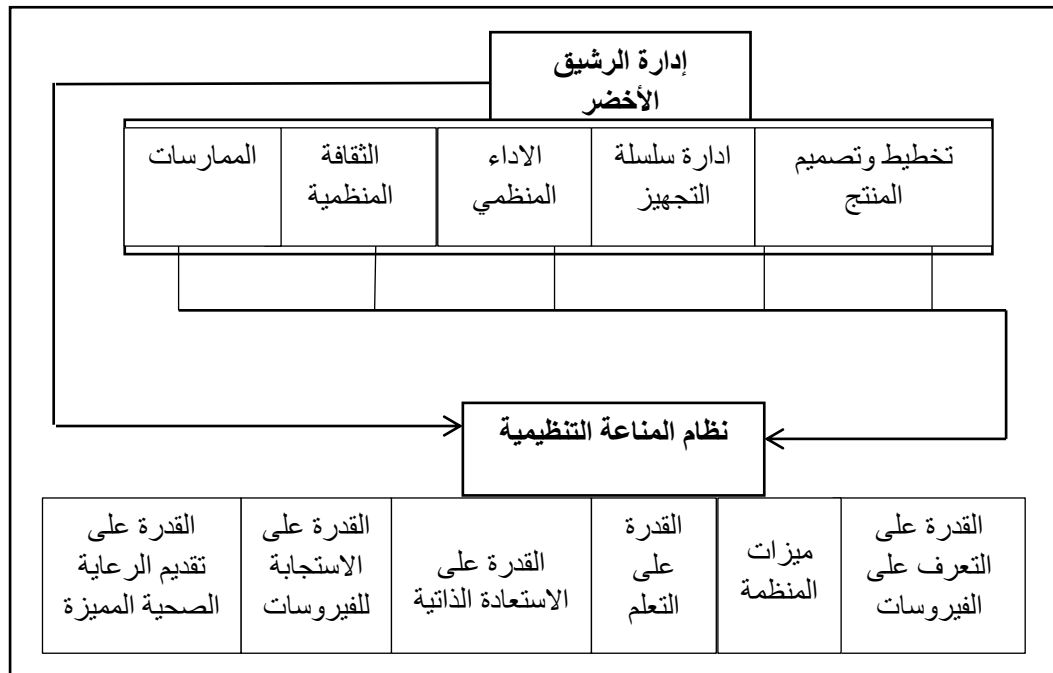 إدارة الرشيق
الأخضر
تخطيط وتصميم
المنتج
ادارة سلسلة
التجهيز
الاداء
المنظمي
الثقافة
المنظمية
الممارسات
نظام المناعة التنظيمية
القدرة على
التعرف على
الفيروسات
ميزات
المنظمة
القدرة
على
التعلم
القدرة على
الاستعادة الذاتية
القدرة على
الاستجابة
للفيروسات
القدرة على
تقديم الرعاية
الصحية المميزة